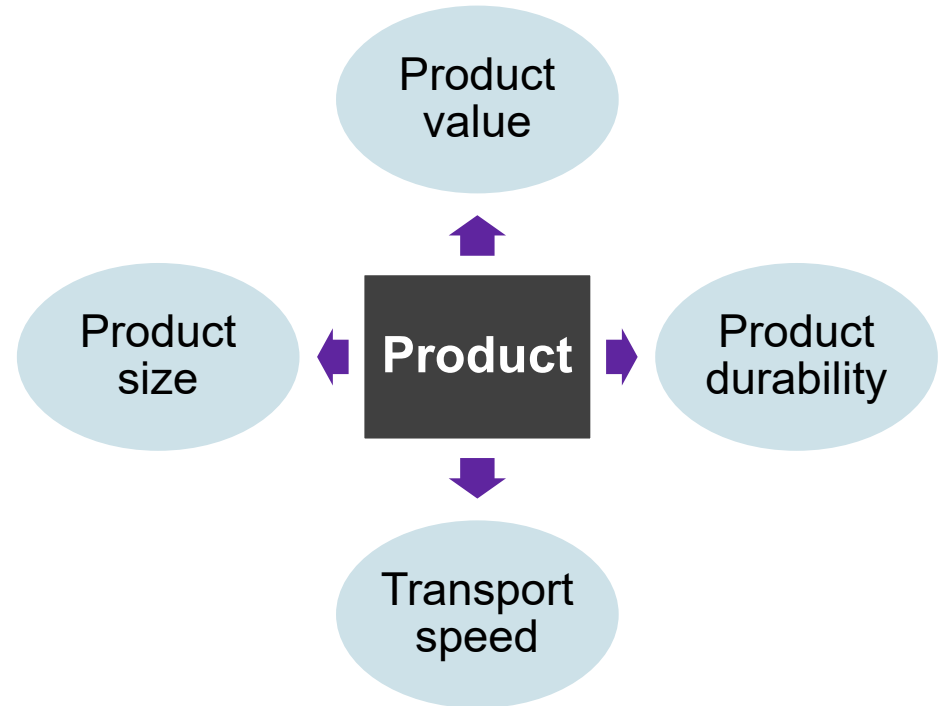 Product
value
Product
size
Product
Product
durability
Transport
speed